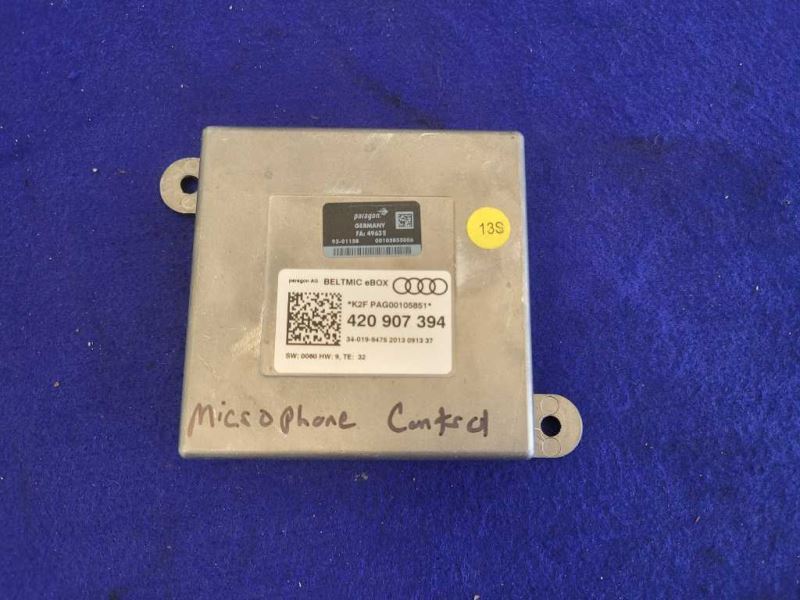 paragon
GERMANY
FA: 49631
93-01158 0010585500
13S
paragon AG BELTMIC eBOX
*K2F PAG00105851*
420 907 394
34-019-9475 2013 0913 37
SW: 0080 HW: 9, TE: 32
Microphone Control